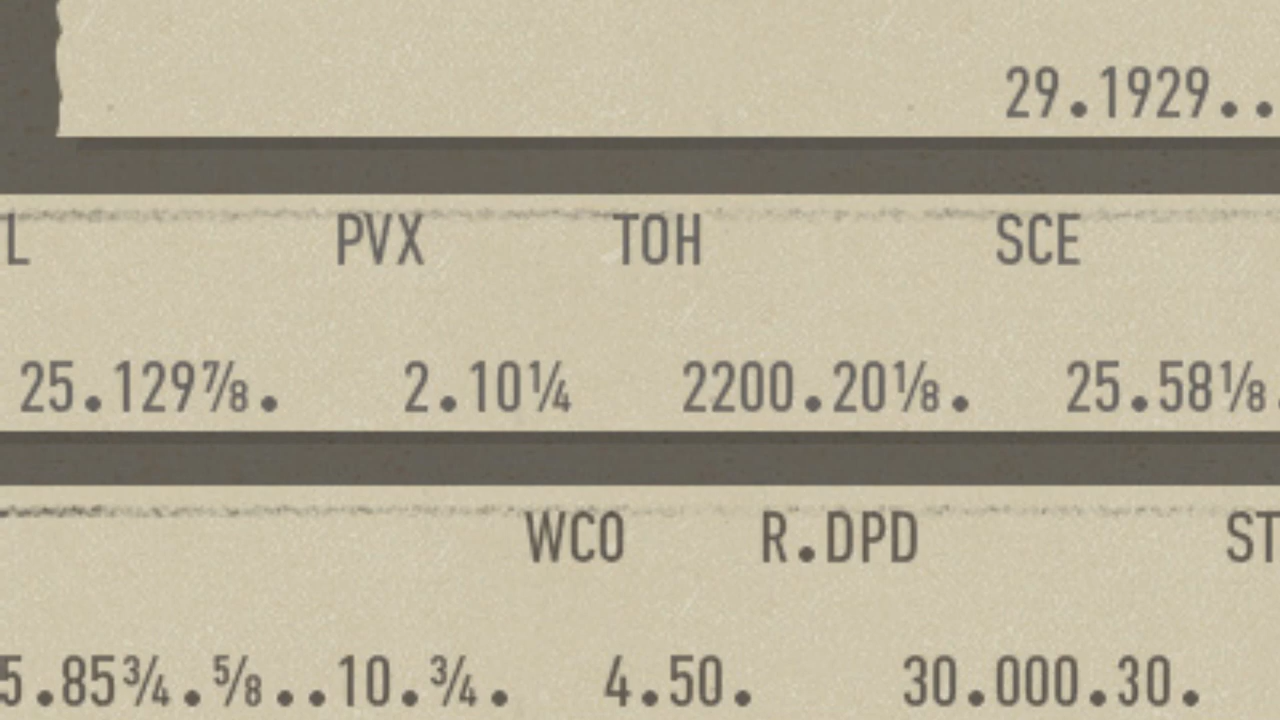 29.1929..
L PVX TOH SCE
25.129⅞. 2.10¼ 2200.20⅛. 25.58⅛.
WCO R.DPD ST
5.85¾.⅝..10.¾. 4.50. 30.000.30.